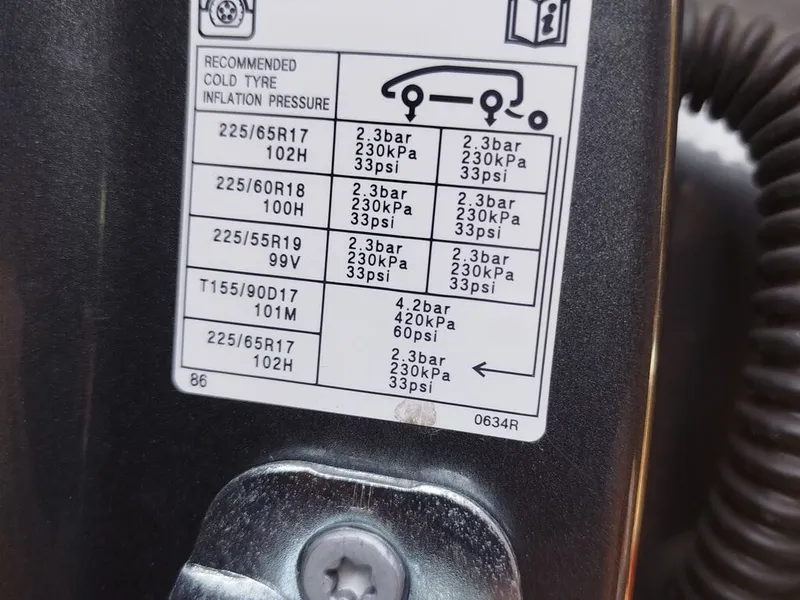 RECOMMENDED
COLD TYRE
INFLATION PRESSURE
225/65R17
102H
2.3bar
230kPa
33psi
2.3bar
230kPa
33psi
225/60R18
100H
2.3bar
230kPa
33psi
2.3bar
230kPa
33psi
225/55R19
99V
2.3bar
230kPa
33psi
2.3bar
230kPa
33psi
T155/90D17
101M
4.2bar
420kPa
60psi
225/65R17
102H
2.3bar
230kPa
33psi
86
0634R